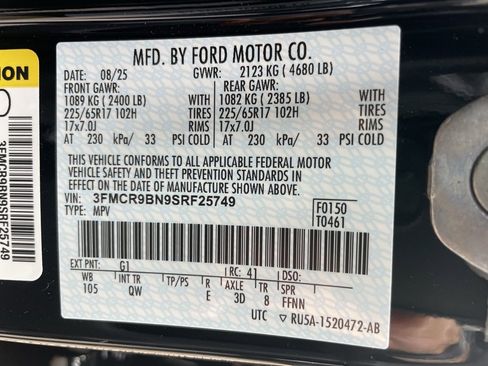 MFD. BY FORD MOTOR CO.
DATE: 08/25 GVWR: 2123 KG ( 4680 LB)
FRONT GAWR: REAR GAWR:
1089 KG ( 2400 LB) WITH 1082 KG ( 2385 LB) WITH
225/65R17 102H TIRES 225/65R17 102H TIRES
17x7.0J RIMS 17x7.0J RIMS
AT 230 kPa/ 33 PSI COLD AT 230 kPa/ 33 PSI COLD
THIS VEHICLE CONFORMS TO ALL APPLICABLE FEDERAL MOTOR
VEHICLE SAFETY AND THEFT PREVENTION STANDARDS IN EFFECT
ON THE DATE OF MANUFACTURE SHOWN ABOVE.
VIN: 3FMCR9BN9SRF25749
TYPE: MPV
F0150
T0461
EXT PNT: G1 RC: 41 DSO:
WB INT TR TP/PS R AXLE TR SPR
105 QW E 3D 8 FFNN
UTC ▽ RU5A-1520472-AB
3FMCR9BN9SRF25749